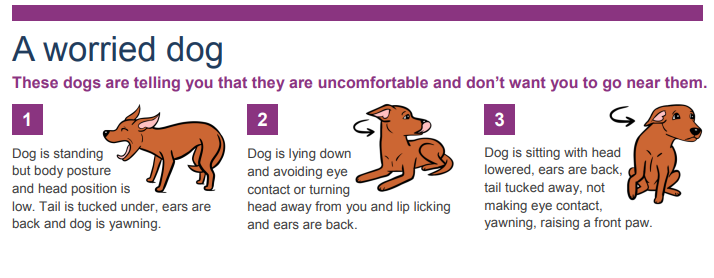 A worried dog
These dogs are telling you that they are uncomfortable and don’t want you to go near them.
1
Dog is standing
but body posture
and head position is
low. Tail is tucked under, ears are
back and dog is yawning.
2
Dog is lying down
and avoiding eye
contact or turning
head away from you and lip licking
and ears are back.
3
Dog is sitting with head
lowered, ears are back,
tail tucked away, not
making eye contact,
yawning, raising a front paw.